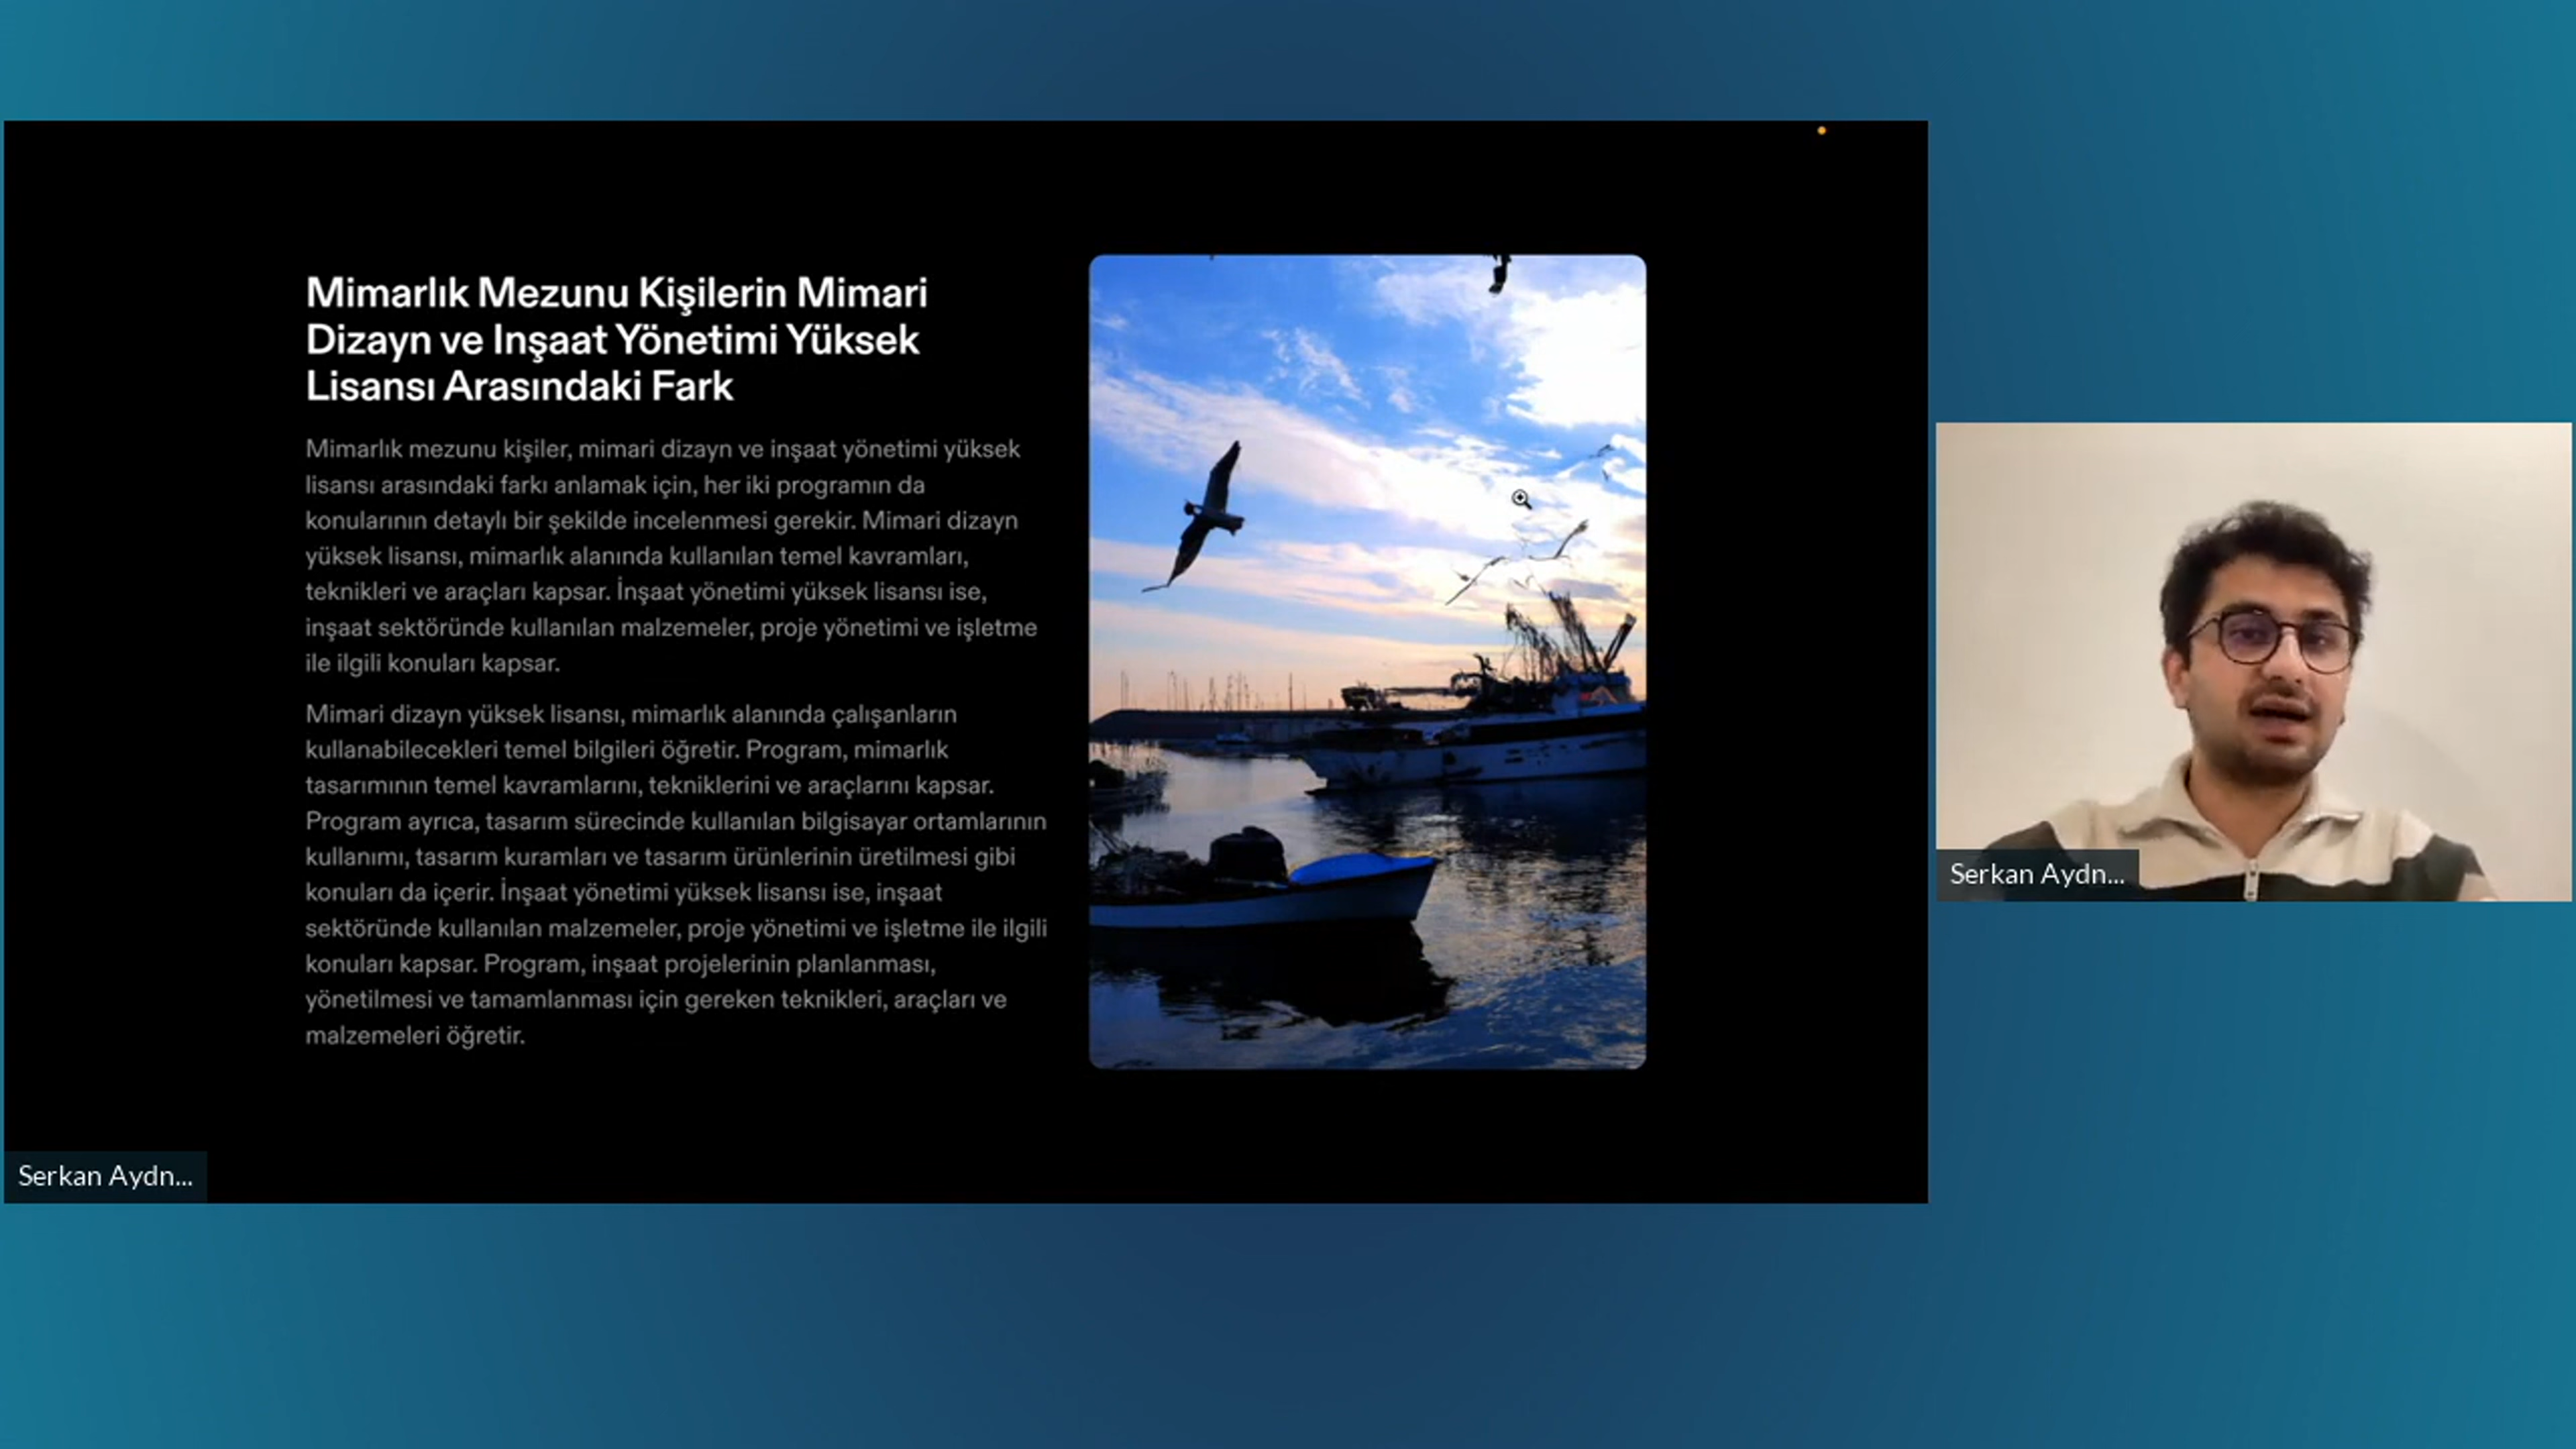 Mimarlık Mezunu Kişilerin Mimari
Dizayn ve Inşaat Yönetimi Yüksek
Lisansı Arasındaki Fark
Mimarlık mezunu kişiler, mimari dizayn ve inşaat yönetimi yüksek
lisansı arasındaki farkı anlamak için, her iki programın da
konularının detaylı bir şekilde incelenmesi gerekir. Mimari dizayn
yüksek lisansı, mimarlık alanında kullanılan temel kavramları,
teknikleri ve araçları kapsar. İnşaat yönetimi yüksek lisansı ise,
inşaat sektöründe kullanılan malzemeler, proje yönetimi ve işletme
ile ilgili konuları kapsar.
Mimari dizayn yüksek lisansı, mimarlık alanında çalışanların
kullanabilecekleri temel bilgileri öğretir. Program, mimarlık
tasarımının temel kavramlarını, tekniklerini ve araçlarını kapsar.
Program ayrıca, tasarım sürecinde kullanılan bilgisayar ortamlarının
kullanımı, tasarım kuramları ve tasarım ürünlerinin üretilmesi gibi
konuları da içerir. İnşaat yönetimi yüksek lisansı ise, inşaat
sektöründe kullanılan malzemeler, proje yönetimi ve işletme ile ilgili
konuları kapsar. Program, inşaat projelerinin planlanması,
yönetilmesi ve tamamlanması için gereken teknikleri, araçları ve
malzemeleri öğretir.
Serkan Aydn...
Serkan Aydn...